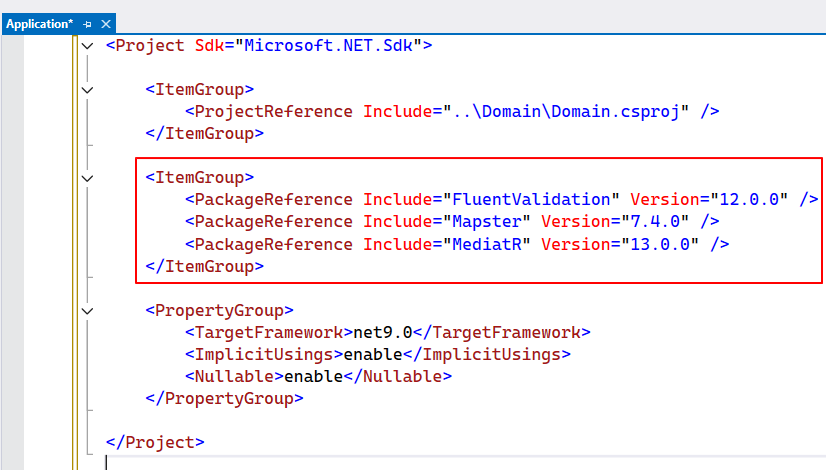 Application*
<Project Sdk="Microsoft.NET.Sdk">
<ItemGroup>
<ProjectReference Include="..\Domain\Domain.csproj" />
</ItemGroup>
<ItemGroup>
<PackageReference Include="FluentValidation" Version="12.0.0" />
<PackageReference Include="Mapster" Version="7.4.0" />
<PackageReference Include="MediatR" Version="13.0.0" />
</ItemGroup>
<PropertyGroup>
<TargetFramework>net9.0</TargetFramework>
<ImplicitUsings>enable</ImplicitUsings>
<Nullable>enable</Nullable>
</PropertyGroup>
</Project>